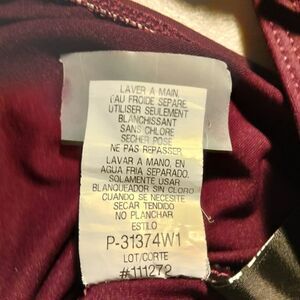 LAVER A MAIN,
EAU FROIDE SEPARE.
UTILISER SEULEMENT
BLANCHISSANT
SANS CHLORE
SECHER POSE
NE PAS REPASSER
LAVAR A MANO, EN
AGUA FRIA SEPARADO.
SOLAMENTE USAR
BLANQUEADOR SIN CLORO
CUANDO SE NECESITE
SECAR TENDIDO
NO PLANCHAR
ESTILO
P-31374W1
LOT/CORTE
#111272